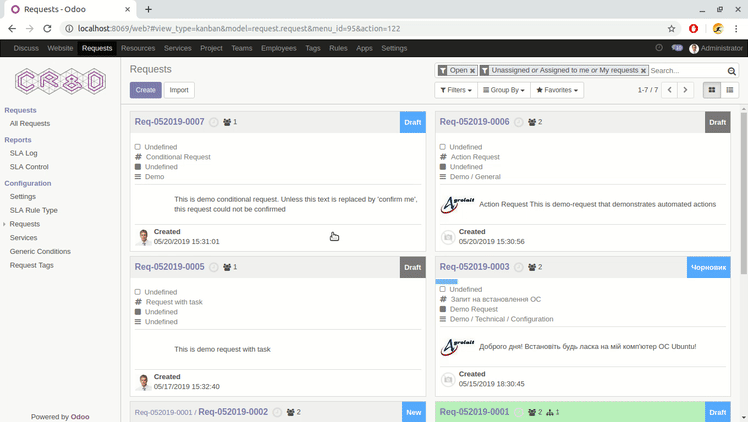 Requests - Odoo
localhost:8069/web?#view_type=kanban&model=request.request&menu_id=95&action=122
Discuss Website Requests Resources Services Project Teams Employees Tags Rules Apps Settings Administrator
CR&D
Requests
All Requests
Reports
SLA Log
SLA Control
Configuration
Settings
SLA Rule Type
Requests
Services
Generic Conditions
Request Tags
Powered by Odoo
Requests
Open
Unassigned or Assigned to me or My requests
Search...
Create Import
Filters Group By Favorites
1-7 / 7
Req-052019-0007 1 Draft
Undefined
Conditional Request
Undefined
Demo
This is demo conditional request. Unless this text is replaced by 'confirm me',
this request could not be confirmed
Created
05/20/2019 15:31:01
Req-052019-0006 2 Draft
Undefined
Action Request
Undefined
Demo / General
Agrolait
Action Request This is demo-request that demonstrates automated actions
Created
05/20/2019 15:30:56
Req-052019-0005 1 Draft
Undefined
Request with task
Undefined
Undefined
This is demo request with task
Created
05/17/2019 15:32:40
Req-052019-0003 2 Чорновик
Undefined
Запит на встановлення ОС
Demo Request
Demo / Technical / Configuration
Agrolait
Доброго дня! Встановіть будь ласка на мій комп'ютер ОС Ubuntu!
Created
05/15/2019 18:30:45
Req-052019-0001 / Req-052019-0002 2 New
Req-052019-0001 2 1 Draft